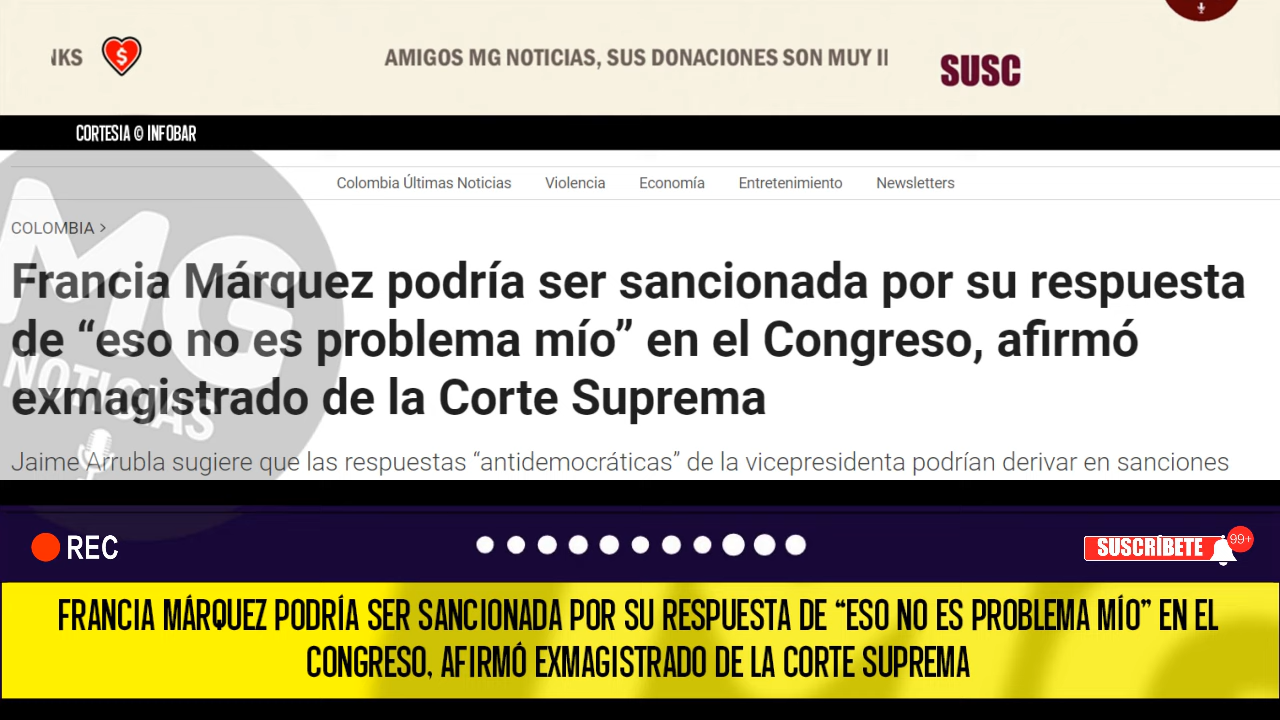 NKS
AMIGOS MG NOTICIAS, SUS DONACIONES SON MUY II
SUSC
CORTESIA © INFOBAR
Colombia Últimas Noticias Violencia Economía Entretenimiento Newsletters
COLOMBIA >
Francia Márquez podría ser sancionada por su respuesta
de “eso no es problema mío” en el Congreso, afirmó
exmagistrado de la Corte Suprema
MG
NOTICIAS
Jaime Arrubla sugiere que las respuestas “antidemocráticas” de la vicepresidenta podrían derivar en sanciones
REC
SUSCRÍBETE 99+
FRANCIA MÁRQUEZ PODRÍA SER SANCIONADA POR SU RESPUESTA DE “ESO NO ES PROBLEMA MÍO” EN EL
CONGRESO, AFIRMÓ EXMAGISTRADO DE LA CORTE SUPREMA